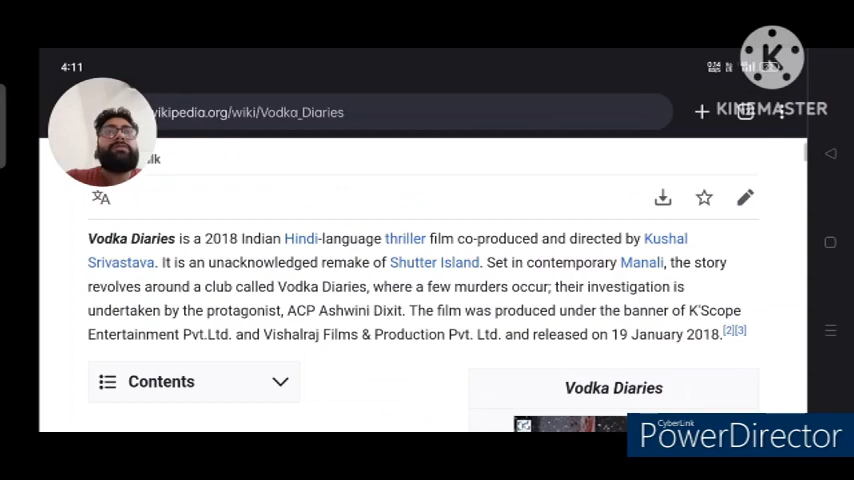 4:11
KINEMASTER
wikipedia.org/wiki/Vodka_Diaries
Vodka Diaries is a 2018 Indian Hindi-language thriller film co-produced and directed by Kushal
Srivastava. It is an unacknowledged remake of Shutter Island. Set in contemporary Manali, the story
revolves around a club called Vodka Diaries, where a few murders occur; their investigation is
undertaken by the protagonist, ACP Ashwini Dixit. The film was produced under the banner of K'Scope
Entertainment Pvt.Ltd. and Vishalraj Films & Production Pvt. Ltd. and released on 19 January 2018.[2][3]
Contents
Vodka Diaries
CyberLink
PowerDirector